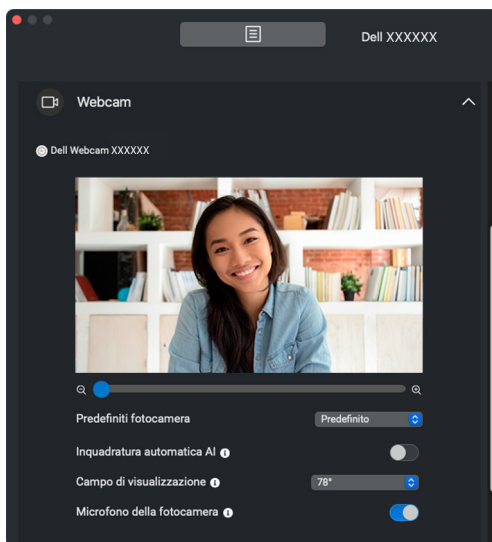 Dell XXXXXX
Webcam
Dell Webcam XXXXXX
Predefiniti fotocamera Predefinito
Inquadratura automatica AI
Campo di visualizzazione 78°
Microfono della fotocamera